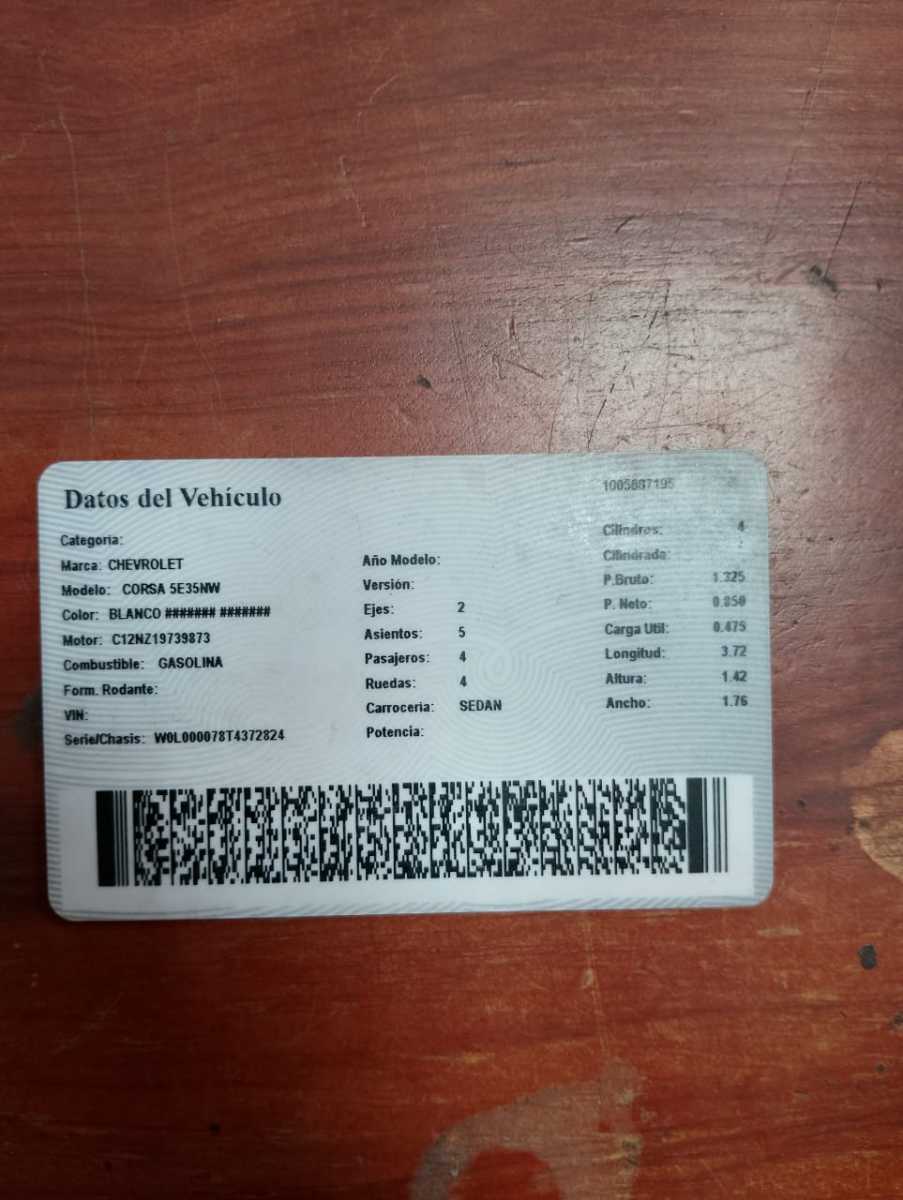 Datos del Vehículo
1005887195
Categoria:
Marca: CHEVROLET
Modelo: CORSA 5E35NW
Color: BLANCO ####### #######
Motor: C12NZ19739873
Combustible: GASOLINA
Form. Rodante:
VIN:
Serie/Chasis: W0L000078T4372824
Año Modelo:
Versión:
Ejes: 2
Asientos: 5
Pasajeros: 4
Ruedas: 4
Carroceria: SEDAN
Potencia:
Cilindros: 4
Cilindrada:
P.Bruto: 1.325
P. Neto: 0.850
Carga Util: 0.475
Longitud: 3.72
Altura: 1.42
Ancho: 1.76